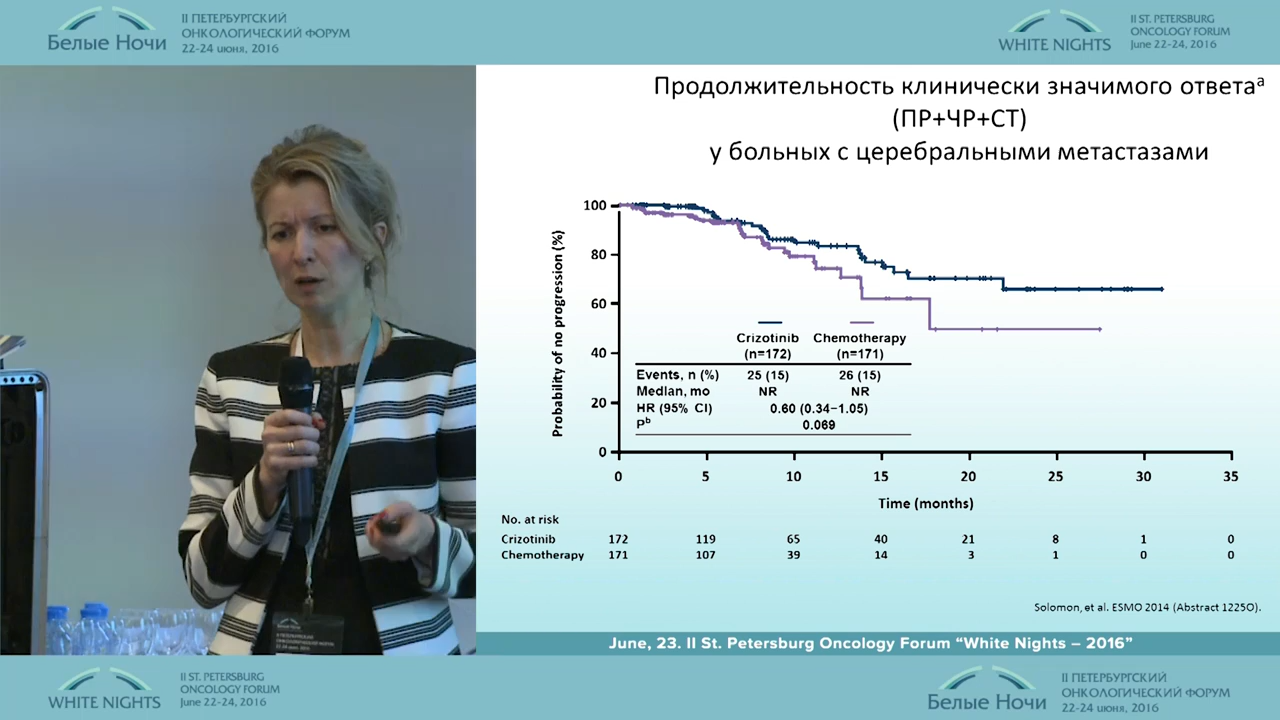 II ПЕТЕРБУРГСКИЙ
ОНКОЛОГИЧЕСКИЙ ФОРУМ
22-24 июня, 2016
Белые Ночи
WHITE NIGHTS
II ST. PETERSBURG
ONCOLOGY FORUM
June 22-24, 2016
Продолжительность клинически значимого ответаᵃ
(ПР+ЧР+СТ)
у больных с церебральными метастазами
Probability of no progression (%)
100
80
60
40
20
0
Crizotinib Chemotherapy
(n=172) (n=171)
Events, n (%) 25 (15) 26 (15)
Median, mo NR NR
HR (95% CI) 0.60 (0.34–1.05)
Pᵇ 0.069
0 5 10 15 20 25 30 35
Time (months)
No. at risk
Crizotinib 172 119 65 40 21 8 1 0
Chemotherapy 171 107 39 14 3 1 0 0
Solomon, et al. ESMO 2014 (Abstract 1225O).
June, 23. II St. Petersburg Oncology Forum “White Nights – 2016”
WHITE NIGHTS
II ST. PETERSBURG
ONCOLOGY FORUM
June 22-24, 2016
Белые Ночи
II ПЕТЕРБУРГСКИЙ
ОНКОЛОГИЧЕСКИЙ ФОРУМ
22-24 июня, 2016